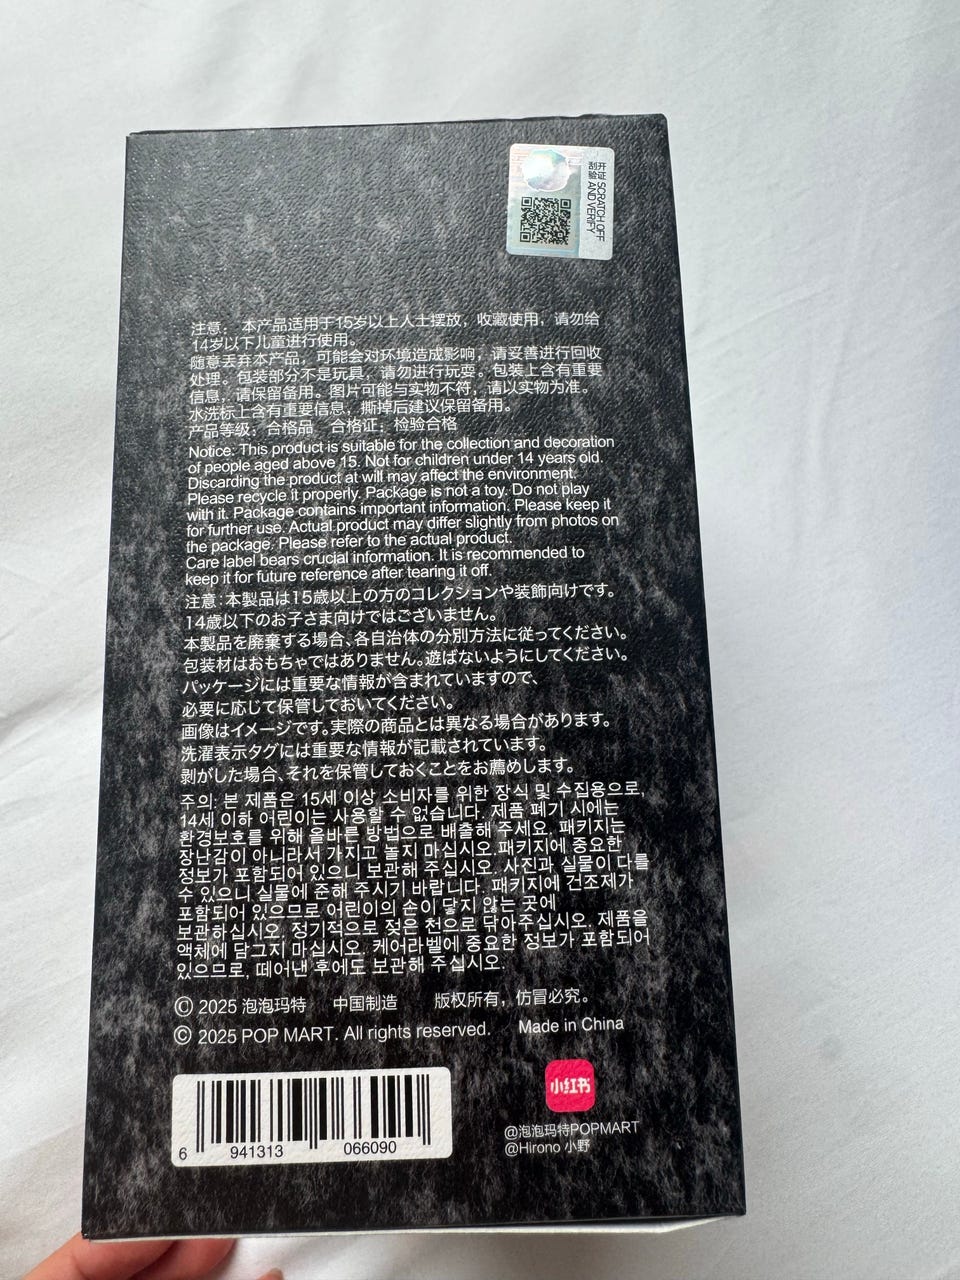 开证 SCRATCH OFF
刮验 AND VERIFY
注意： 本产品适用于15岁以上人士摆放，收藏使用，请勿给
14岁以下儿童进行使用。
随意丢弃本产品，可能会对环境造成影响，请妥善进行回收
处理。包装部分不是玩具，请勿进行玩耍。包装上含有重要
信息，请保留备用。图片可能与实物不符，请以实物为准。
水洗标上含有重要信息，撕掉后建议保留备用。
产品等级：合格品 合格证：检验合格
Notice: This product is suitable for the collection and decoration
of people aged above 15. Not for children under 14 years old.
Discarding the product at will may affect the environment.
Please recycle it properly. Package is not a toy. Do not play
with it. Package contains important information. Please keep it
for further use. Actual product may differ slightly from photos on
the package. Please refer to the actual product.
Care label bears crucial information. It is recommended to
keep it for future reference after tearing it off.
注意：本製品は15歳以上の方のコレクションや装飾向けです。
14歳以下のお子さま向けではございません。
本製品を廃棄する場合、各自治体の分別方法に従ってください。
包装材はおもちゃではありません。遊ばないようにしてください。
パッケージには重要な情報が含まれていますので、
必要に応じて保管しておいてください。
画像はイメージです。実際の商品とは異なる場合があります。
洗濯表示タグには重要な情報が記載されています。
剥がした場合、それを保管しておくことをお薦めします。
주의: 본 제품은 15세 이상 소비자를 위한 장식 및 수집용으로,
14세 이하 어린이는 사용할 수 없습니다. 제품 폐기 시에는
환경보호를 위해 올바른 방법으로 배출해 주세요. 패키지는
장난감이 아니라서 가지고 놀지 마십시오.패키지에 중요한
정보가 포함되어 있으니 보관해 주십시오. 사진과 실물이 다를
수 있으니 실물에 준해 주시기 바랍니다. 패키지에 건조제가
포함되어 있으므로 어린이의 손이 닿지 않는 곳에
보관하십시오. 정기적으로 젖은 천으로 닦아주십시오. 제품을
액체에 담그지 마십시오. 케어라벨에 중요한 정보가 포함되어
있으므로, 떼어낸 후에도 보관해 주십시오.
© 2025 泡泡玛特 中国制造 版权所有，仿冒必究。
© 2025 POP MART. All rights reserved. Made in China
小红书
6 941313 066090
@泡泡玛特POPMART
@Hirono 小野